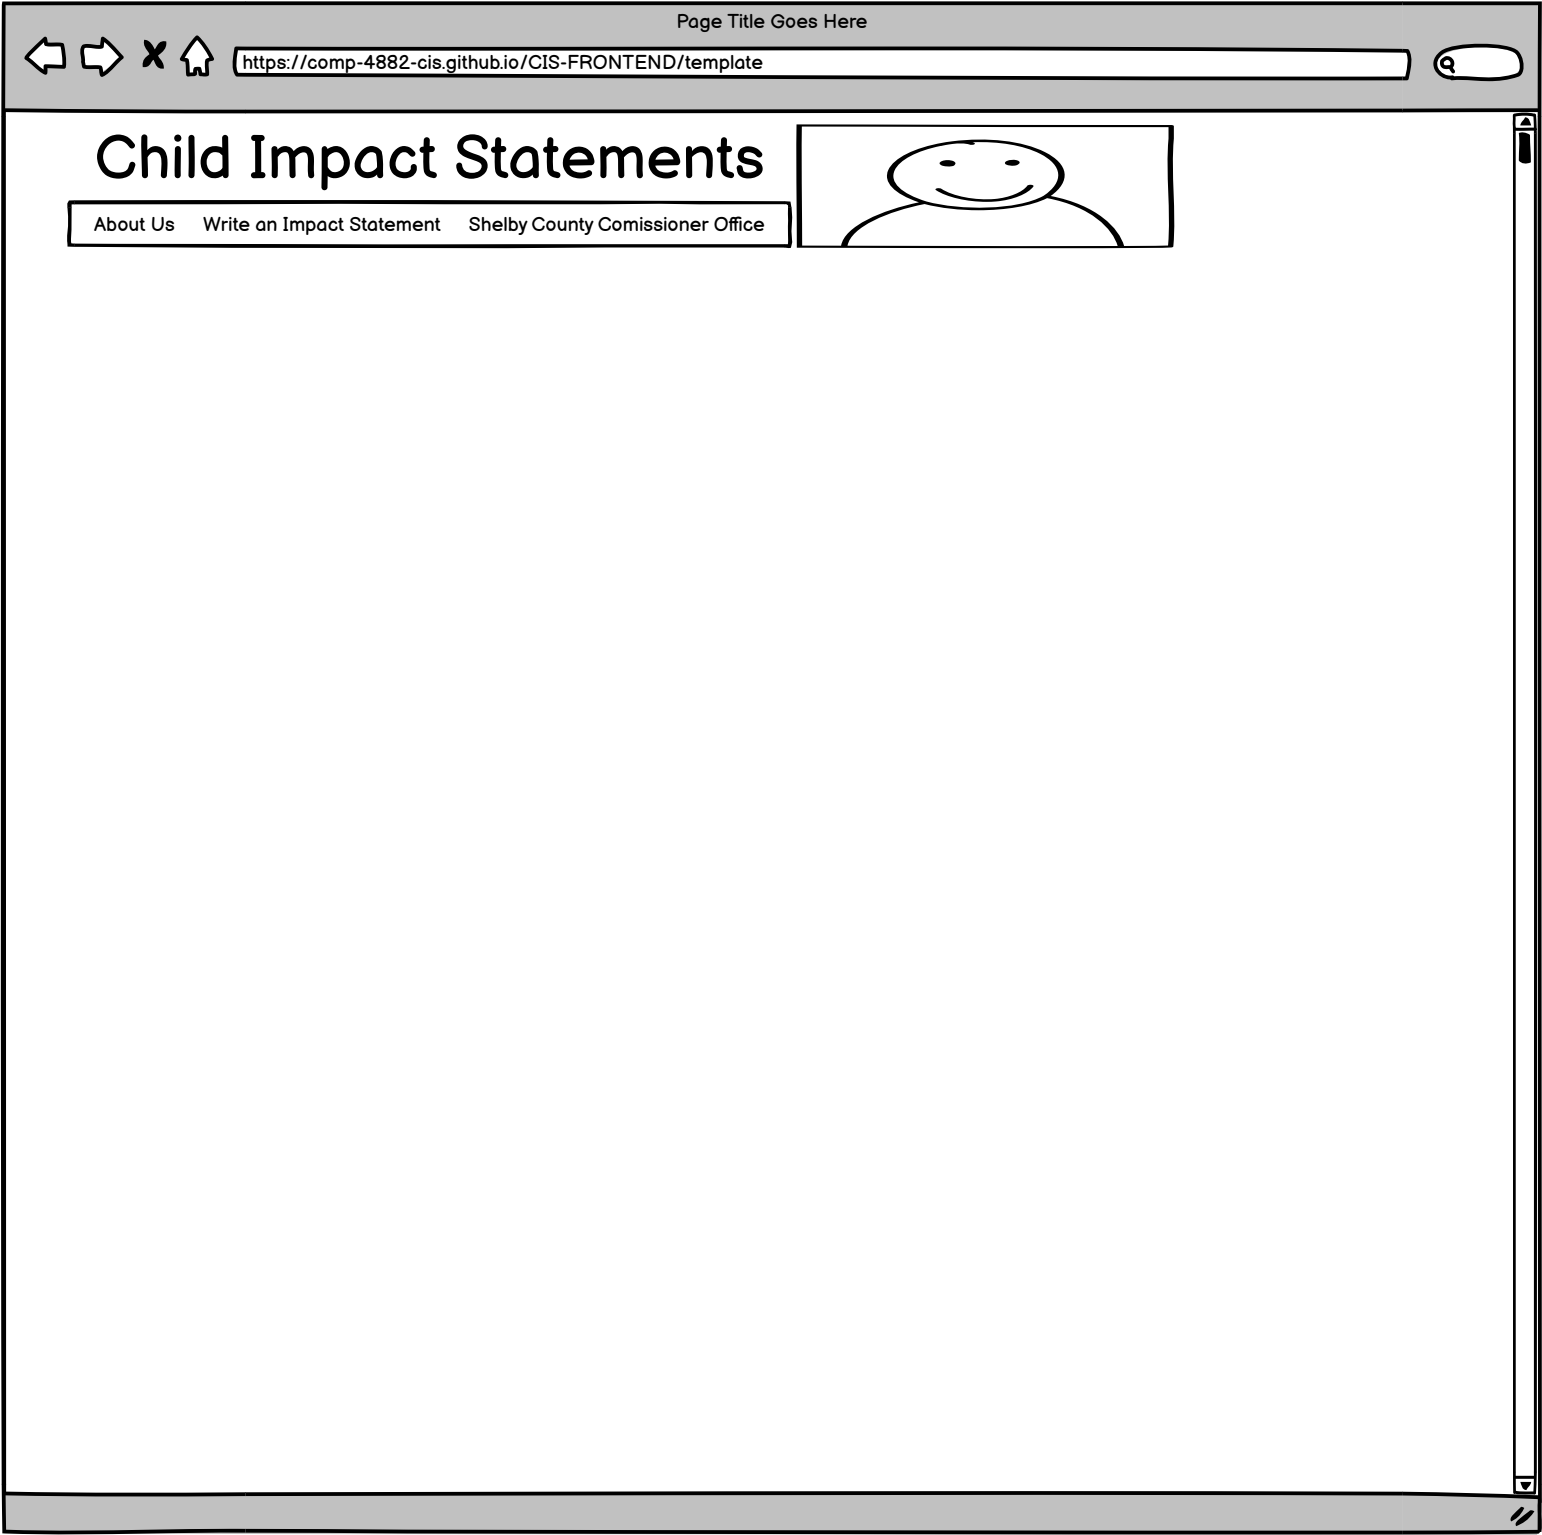 Page Title Goes Here
https://comp-4882-cis.github.io/CIS-FRONTEND/template
Child Impact Statements
About Us Write an Impact Statement Shelby County Comissioner Office